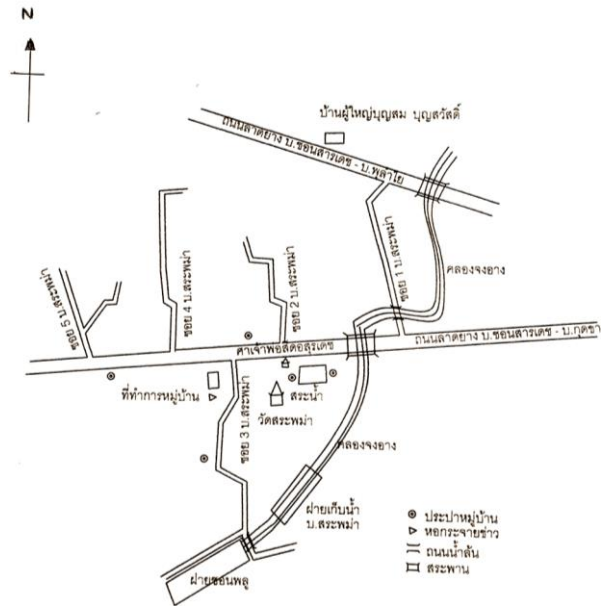 N
บ้านผู้ใหญ่บุญสม บุญสวัสดิ์
ถนนลาดยาง บ.ซอนสารเดช - บ.พุลำไย
ซอย 1 บ.สระพม่า
คลองจงอาง
ซอย 5 บ.สระพม่า
ซอย 4 บ.สระพม่า
ซอย 2 บ.สระพม่า
ศาเจ้าพ่อสีดอสุรเดช
ถนนลาดยาง บ.ซอนสารเดช - บ.กุดชา
ที่ทำการหมู่บ้าน
ซอย 3 บ.สระพม่า
สระน้ำ
วัดสระพม่า
คลองจงอาง
ฝายเก็บน้ำ
บ.สระพม่า
ฝายซอนพลู
ประปาหมู่บ้าน
หอกระจายข่าว
ถนนน้ำล้น
สะพาน